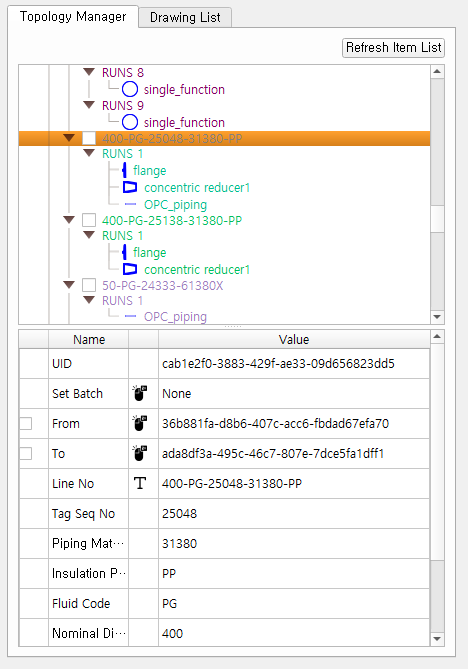 Topology Manager Drawing List
Refresh Item List
RUNS 8
single_function
RUNS 9
single_function
400-PG-25048-31380-PP
RUNS 1
flange
concentric reducer1
OPC_piping
400-PG-25138-31380-PP
RUNS 1
flange
concentric reducer1
50-PG-24333-61380X
RUNS 1
OPC_piping
Name Value
UID cab1e2f0-3883-429f-ae33-09d656823dd5
Set Batch None
From 36b881fa-d8b6-407c-acc6-fbdad67efa70
To ada8df3a-495c-46c7-807e-7dce5fa1dff1
Line No T 400-PG-25048-31380-PP
Tag Seq No 25048
Piping Mat··· 31380
Insulation P··· PP
Fluid Code PG
Nominal Di··· 400